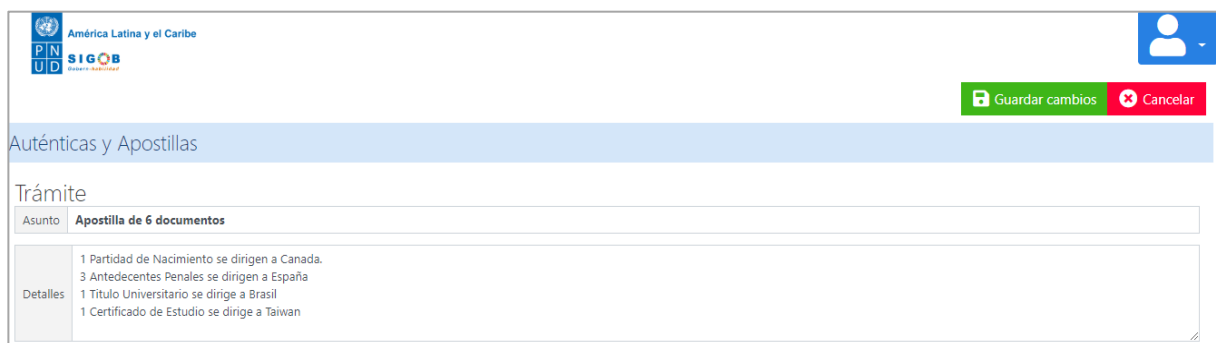 América Latina y el Caribe
P N
U D
SIGOB
Guardar cambios
Cancelar
Auténticas y Apostillas
Trámite
Asunto Apostilla de 6 documentos
1 Partidad de Nacimiento se dirigen a Canada.
3 Antedecentes Penales se dirigen a España
Detalles 1 Titulo Universitario se dirige a Brasil
1 Certificado de Estudio se dirige a Taiwan